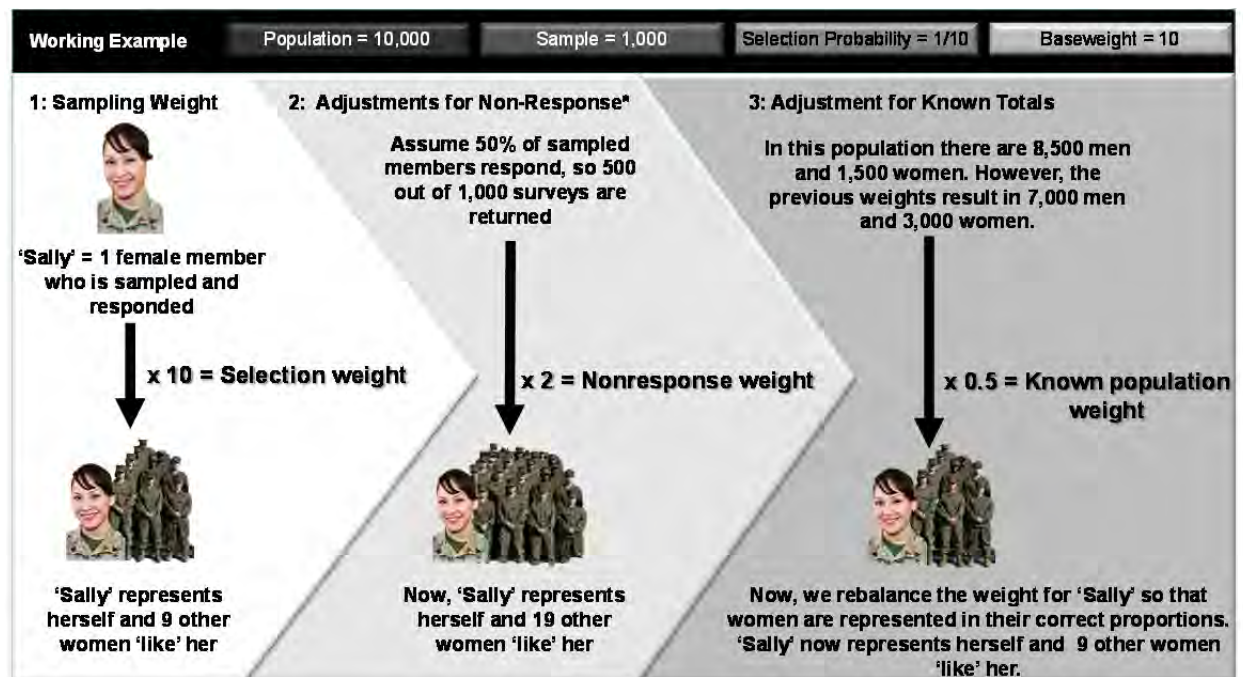 Working Example
Population = 10,000
Sample = 1,000
Selection Probability = 1/10
Baseweight = 10
1: Sampling Weight
‘Sally’ = 1 female member
who is sampled and
responded
x 10 = Selection weight
‘Sally’ represents
herself and 9 other
women ‘like’ her
2: Adjustments for Non-Response*
Assume 50% of sampled
members respond, so 500
out of 1,000 surveys are
returned
x 2 = Nonresponse weight
Now, ‘Sally’ represents
herself and 19 other
women ‘like’ her
3: Adjustment for Known Totals
In this population there are 8,500 men
and 1,500 women. However, the
previous weights result in 7,000 men
and 3,000 women.
x 0.5 = Known population
weight
Now, we rebalance the weight for ‘Sally’ so that
women are represented in their correct proportions.
‘Sally’ now represents herself and 9 other women
‘like’ her.